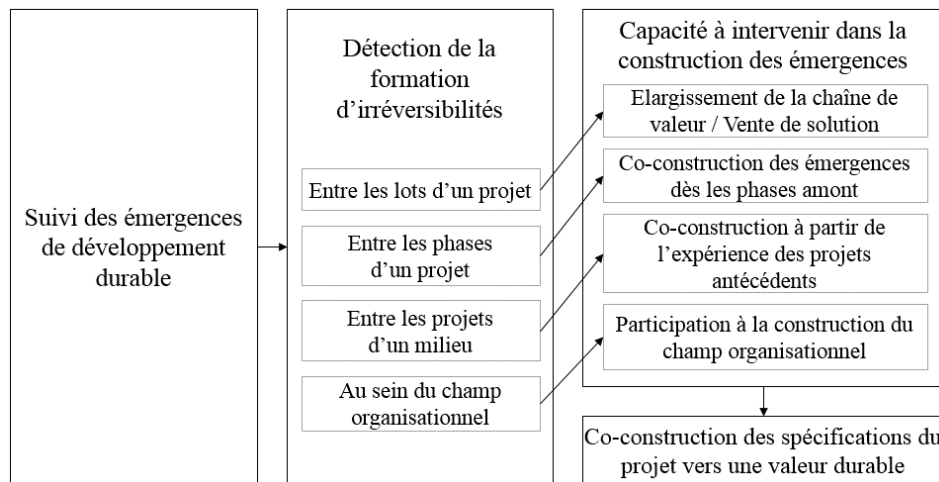 Suivi des émergences
de développement
durable
Détection de la
formation
d’irréversibilités
Entre les lots d’un projet
Entre les phases
d’un projet
Entre les projets
d’un milieu
Au sein du champ
organisationnel
Capacité à intervenir dans la
construction des émergences
Elargissement de la chaîne de
valeur / Vente de solution
Co-construction des émergences
dès les phases amont
Co-construction à partir de
l’expérience des projets
antécédents
Participation à la construction du
champ organisationnel
Co-construction des spécifications du
projet vers une valeur durable